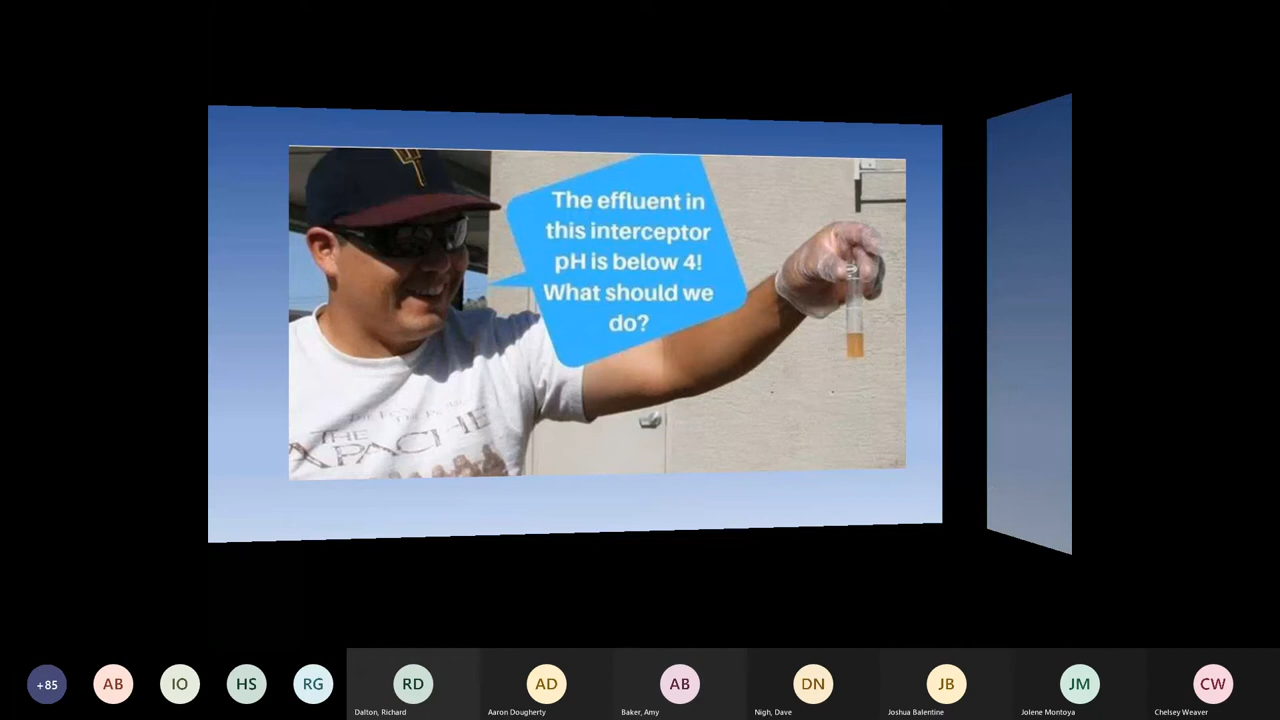 The effluent in
this interceptor
pH is below 4!
What should we
do?
THE
APACHE
+85
AB
IO
HS
RG
RD
AD
AB
DN
JB
JM
CW
Dalton, Richard
Aaron Dougherty
Baker, Amy
Nigh, Dave
Joshua Balentine
Jolene Montoya
Chelsey Weaver